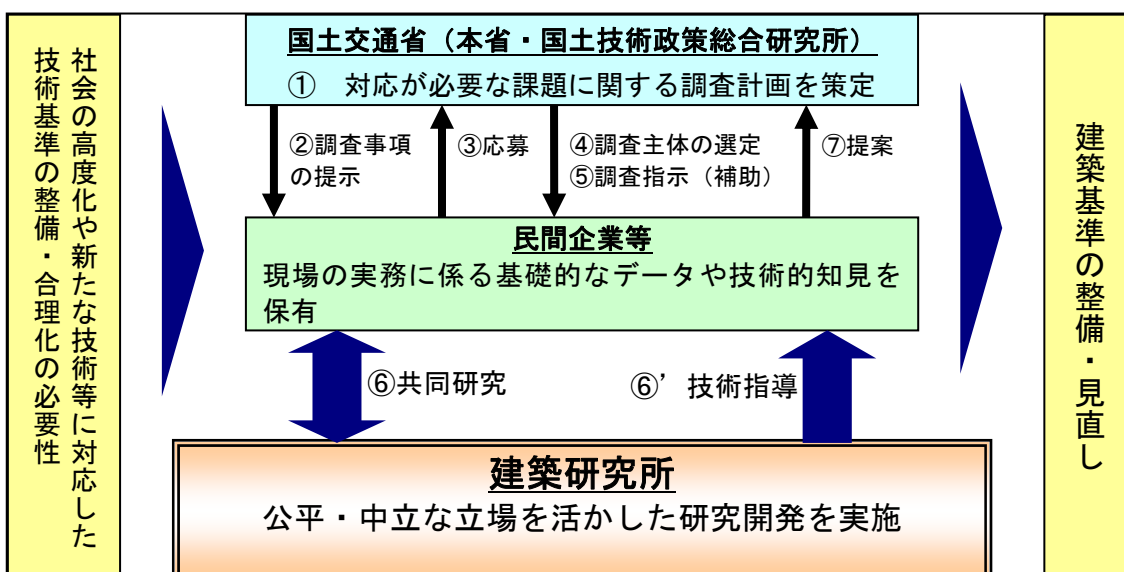 社会の高度化や新たな技術等に対応した
技術基準の整備・合理化の必要性
国土交通省（本省・国土技術政策総合研究所）
①　対応が必要な課題に関する調査計画を策定
②調査事項
の提示
③応募
④調査主体の選定
⑤調査指示（補助）
⑦提案
民間企業等
現場の実務に係る基礎的なデータや技術的知見を
保有
⑥共同研究
⑥’技術指導
建築研究所
公平・中立な立場を活かした研究開発を実施
建築基準の整備・見直し